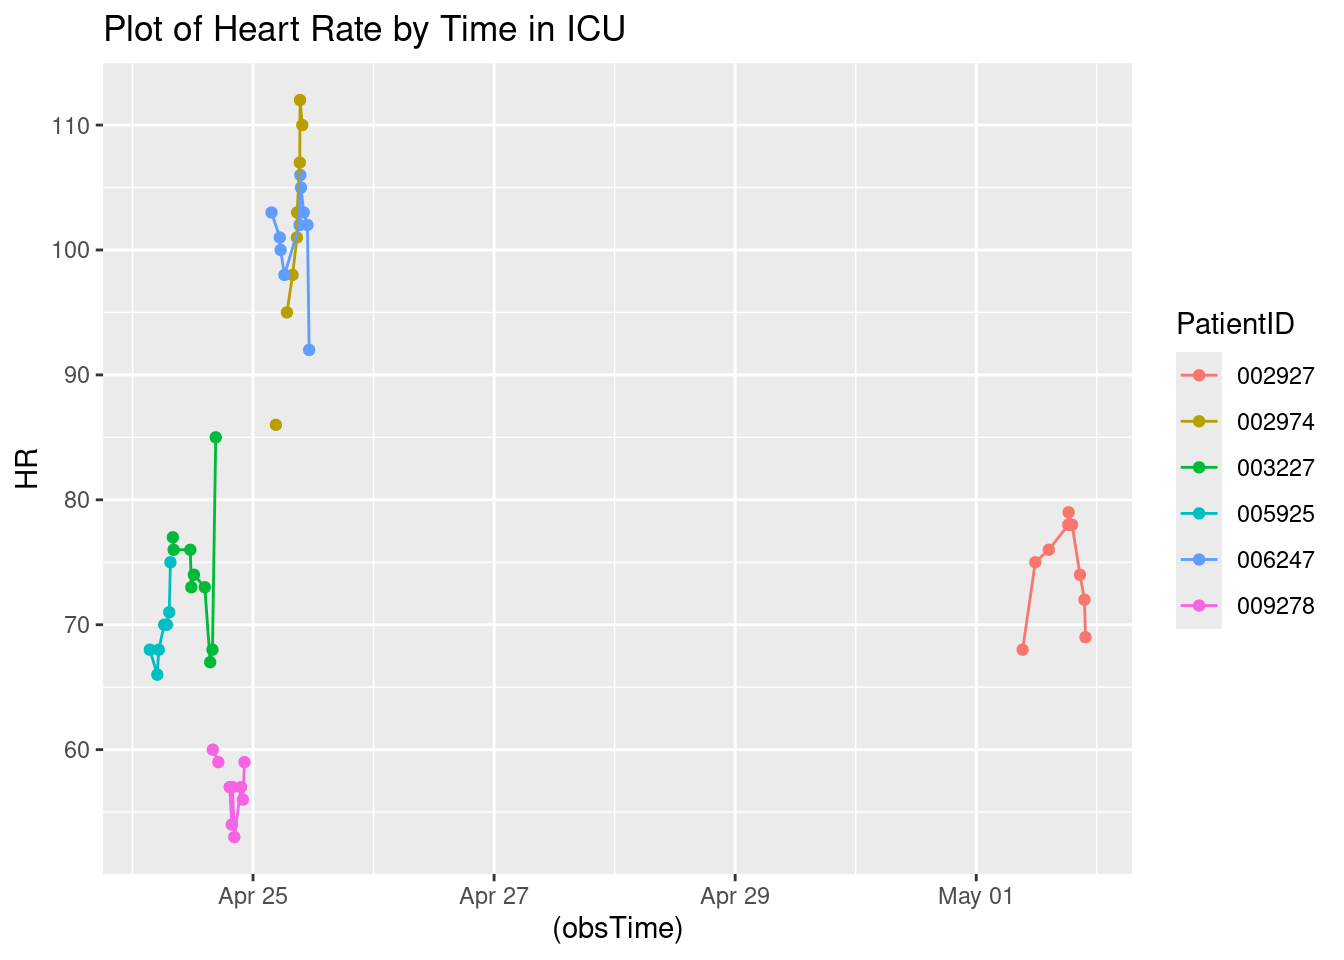 Plot of Heart Rate by Time in ICU
110
100
90
80
70
60
HR
Apr 25
Apr 27
Apr 29
May 01
(obsTime)
PatientID
002927
002974
003227
005925
006247
009278